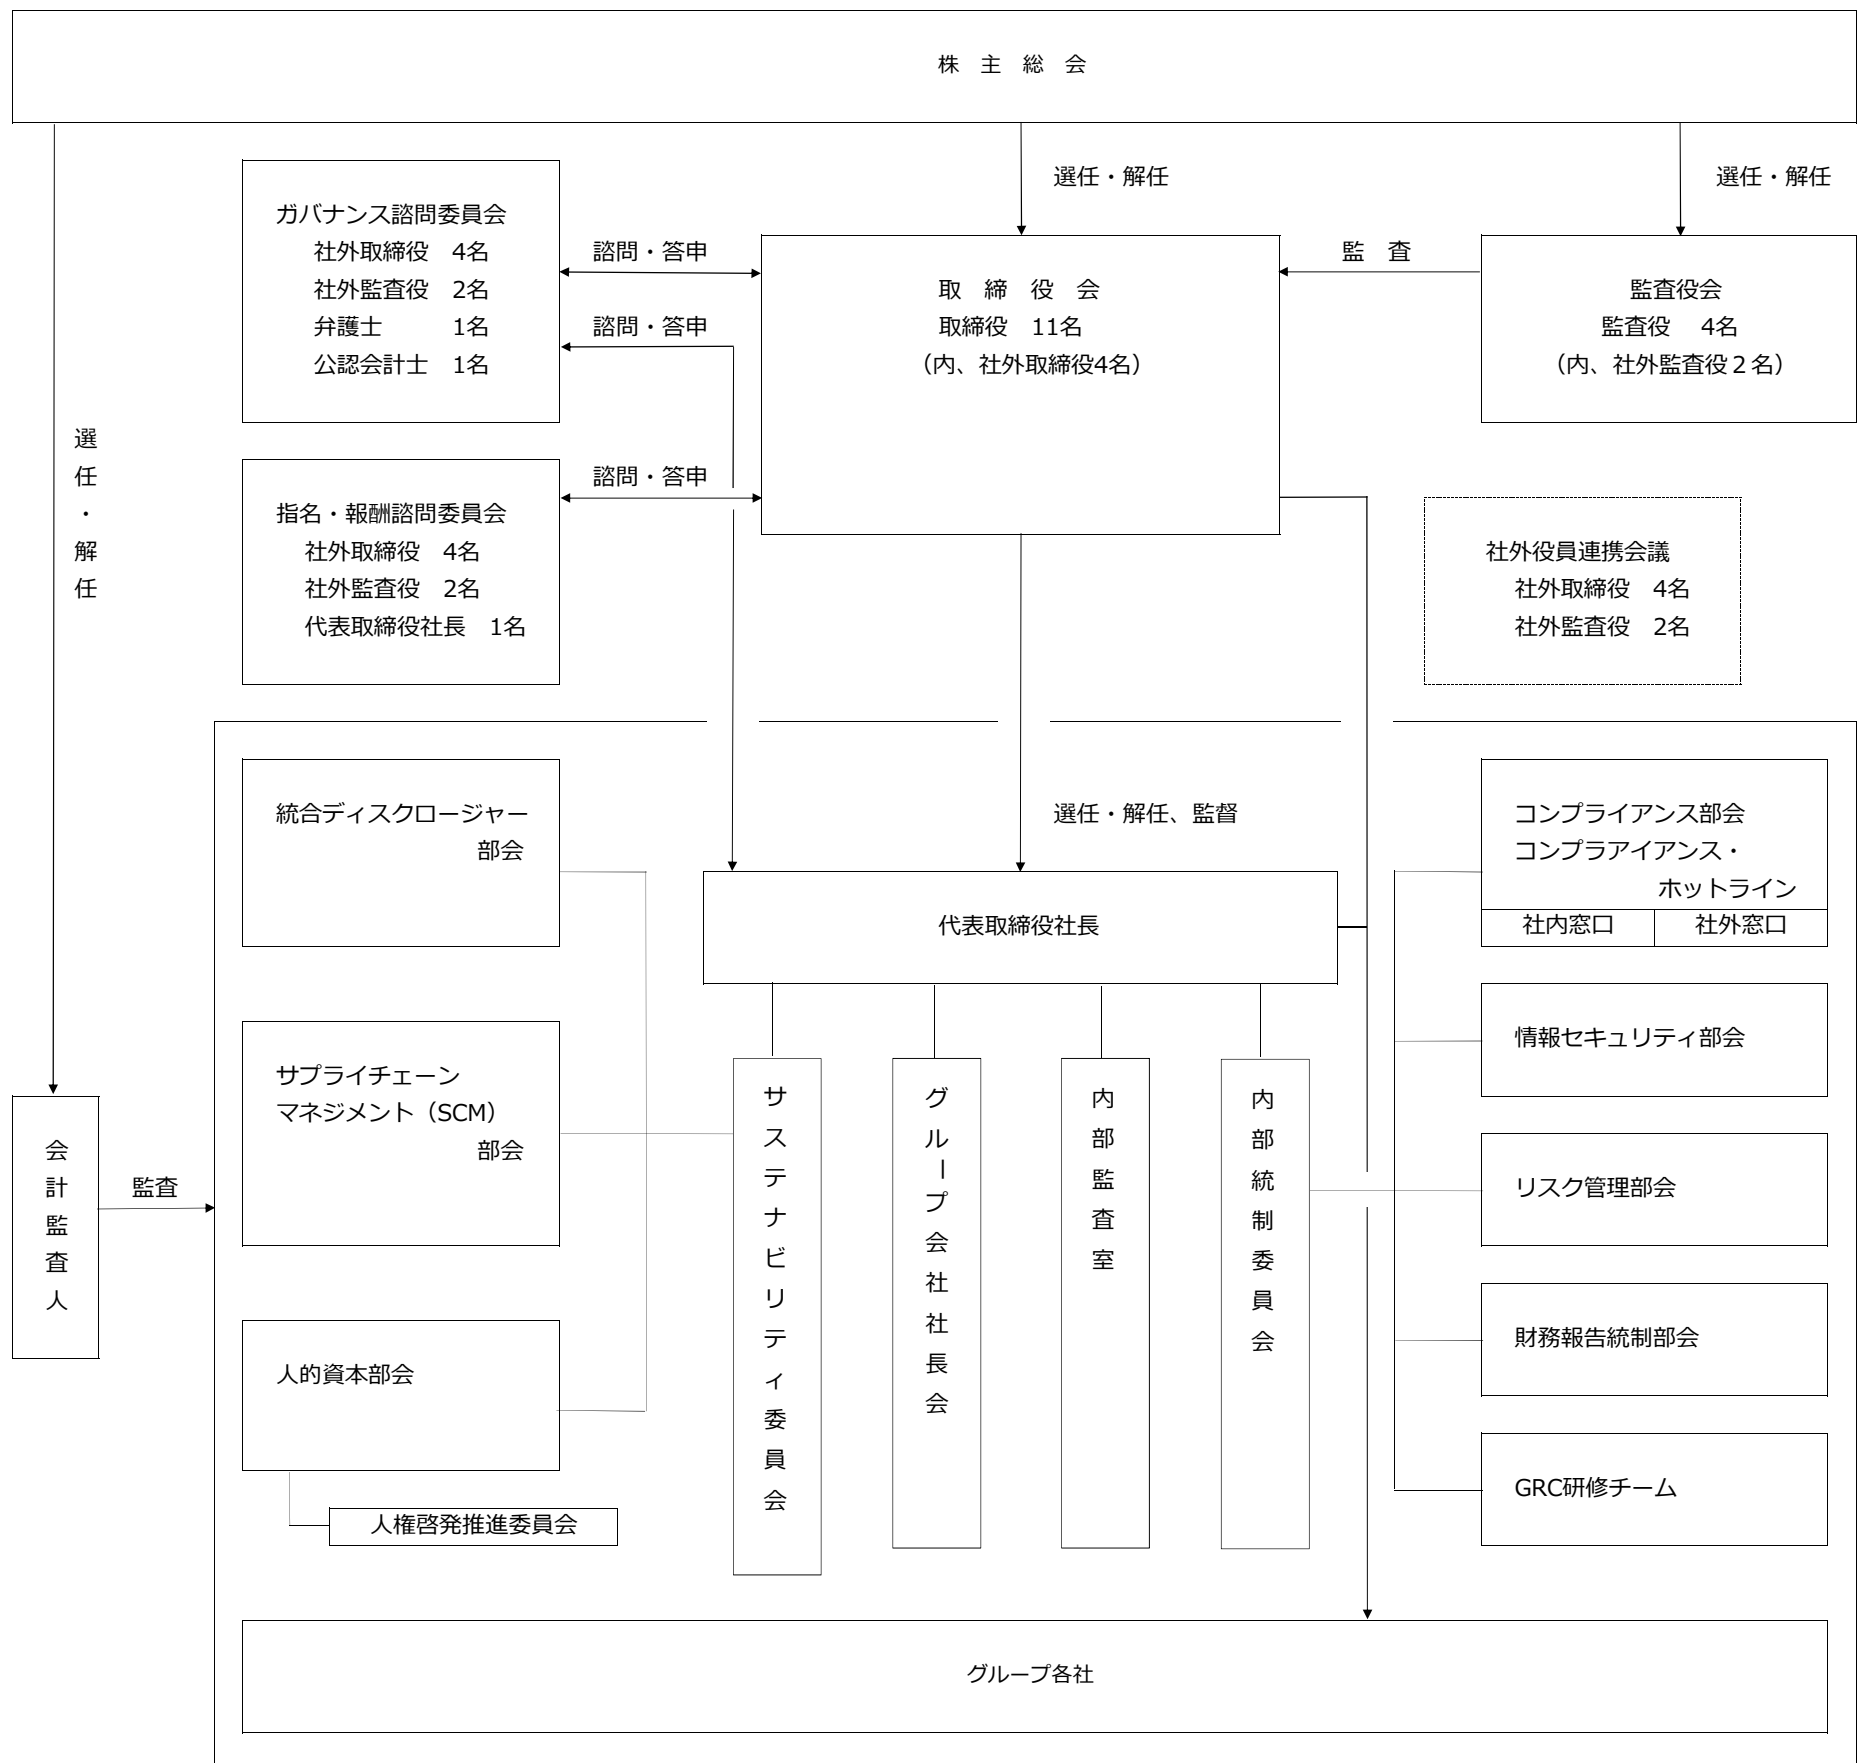 株　主　総　会
選任・解任
選任・解任
ガバナンス諮問委員会
社外取締役　4名
社外監査役　2名
弁護士　　　1名
公認会計士　1名
諮問・答申
諮問・答申
取　締　役　会
取締役　11名
（内、社外取締役4名）
監　査
監査役会
監査役　4名
（内、社外監査役２名）
選任・解任
指名・報酬諮問委員会
社外取締役　4名
社外監査役　2名
代表取締役社長　1名
諮問・答申
社外役員連携会議
社外取締役　4名
社外監査役　2名
統合ディスクロージャー
部会
選任・解任、監督
コンプライアンス部会
コンプラアイアンス・
ホットライン
社内窓口
社外窓口
代表取締役社長
サプライチェーン
マネジメント（SCM）
部会
情報セキュリティ部会
サステナビリティ委員会
グループ会社社長会
内部監査室
内部統制委員会
会計監査人
監査
リスク管理部会
人的資本部会
財務報告統制部会
人権啓発推進委員会
GRC研修チーム
グループ各社